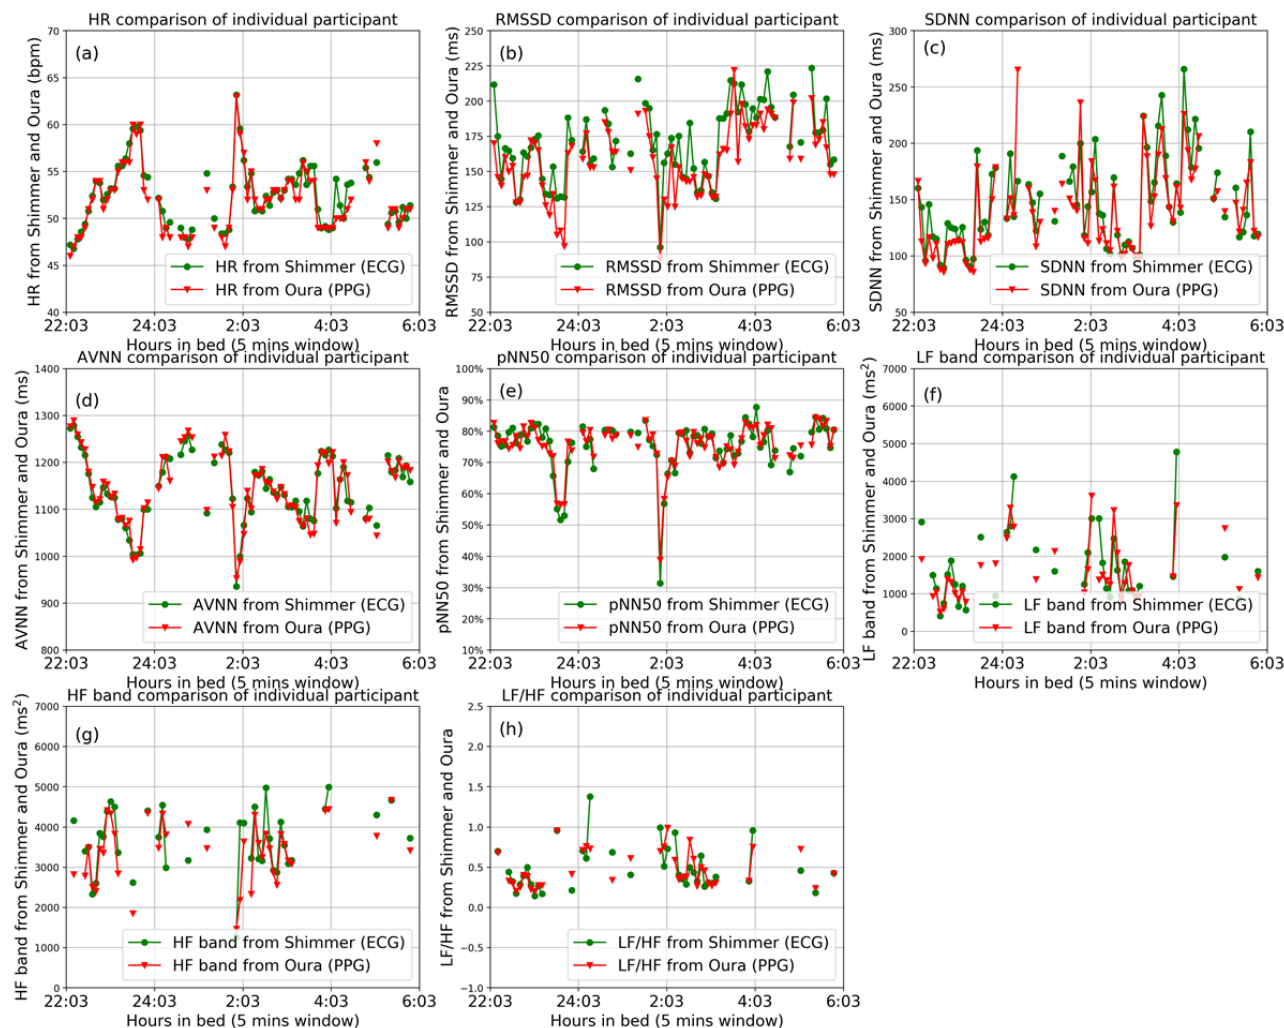 HR comparison of individual participant
(a)
HR from Shimmer and Oura (bpm)
70
65
60
55
50
45
40
HR from Shimmer (ECG)
HR from Oura (PPG)
22:03 24:03 2:03 4:03 6:03
Hours in bed (5 mins window)
RMSSD comparison of individual participant
(b)
RMSSD from Shimmer and Oura (ms)
250
225
200
175
150
125
100
75
50
RMSSD from Shimmer (ECG)
RMSSD from Oura (PPG)
22:03 24:03 2:03 4:03 6:03
Hours in bed (5 mins window)
SDNN comparison of individual participant
(c)
SDNN from Shimmer and Oura (ms)
300
250
200
150
100
50
SDNN from Shimmer (ECG)
SDNN from Oura (PPG)
22:03 24:03 2:03 4:03 6:03
Hours in bed (5 mins window)
AVNN comparison of individual participant
(d)
AVNN from Shimmer and Oura (ms)
1400
1300
1200
1100
1000
900
800
AVNN from Shimmer (ECG)
AVNN from Oura (PPG)
22:03 24:03 2:03 4:03 6:03
Hours in bed (5 mins window)
pNN50 comparison of individual participant
(e)
pNN50 from Shimmer and Oura
100%
90%
80%
70%
60%
50%
40%
30%
20%
10%
pNN50 from Shimmer (ECG)
pNN50 from Oura (PPG)
22:03 24:03 2:03 4:03 6:03
Hours in bed (5 mins window)
LF band comparison of individual participant
(f)
LF band from Shimmer and Oura (ms²)
7000
6000
5000
4000
3000
2000
1000
0
LF band from Shimmer (ECG)
LF band from Oura (PPG)
22:03 24:03 2:03 4:03 6:03
Hours in bed (5 mins window)
HF band comparison of individual participant
(g)
HF band from Shimmer and Oura (ms²)
7000
6000
5000
4000
3000
2000
1000
0
HF band from Shimmer (ECG)
HF band from Oura (PPG)
22:03 24:03 2:03 4:03 6:03
Hours in bed (5 mins window)
LF/HF comparison of individual participant
(h)
LF/HF from Shimmer and Oura
2.5
2.0
1.5
1.0
0.5
0.0
−0.5
−1.0
LF/HF from Shimmer (ECG)
LF/HF from Oura (PPG)
22:03 24:03 2:03 4:03 6:03
Hours in bed (5 mins window)